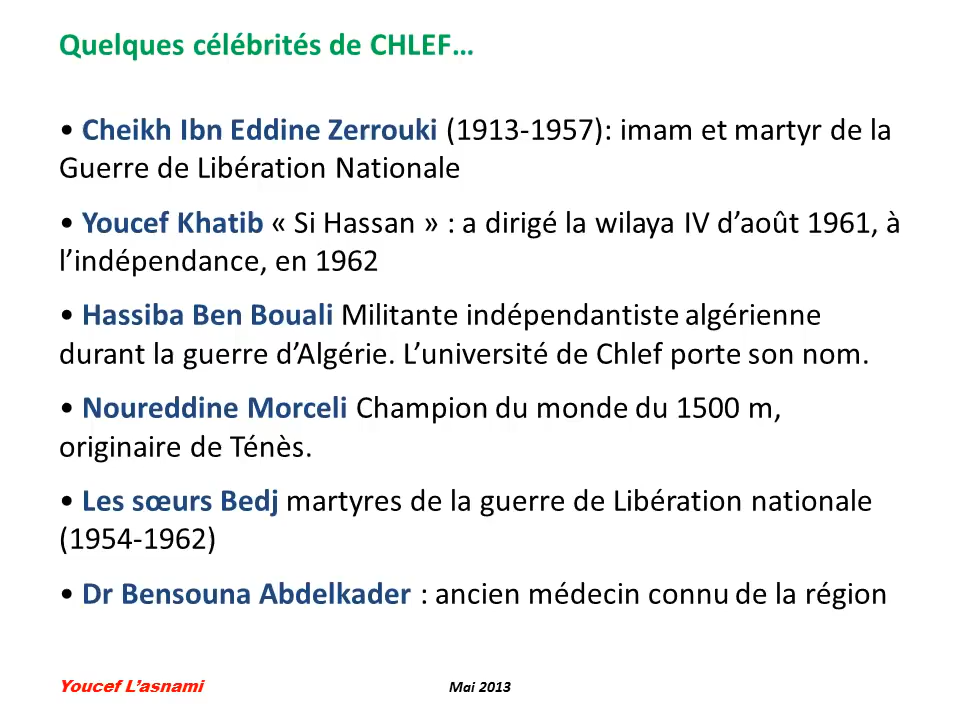 Quelques célébrités de CHLEF…
• Cheikh Ibn Eddine Zerrouki (1913-1957): imam et martyr de la
Guerre de Libération Nationale
• Youcef Khatib « Si Hassan » : a dirigé la wilaya IV d’août 1961, à
l’indépendance, en 1962
• Hassiba Ben Bouali Militante indépendantiste algérienne
durant la guerre d’Algérie. L’université de Chlef porte son nom.
• Noureddine Morceli Champion du monde du 1500 m,
originaire de Ténès.
• Les sœurs Bedj martyres de la guerre de Libération nationale
(1954-1962)
• Dr Bensouna Abdelkader : ancien médecin connu de la région
Youcef L’asnami
Mai 2013